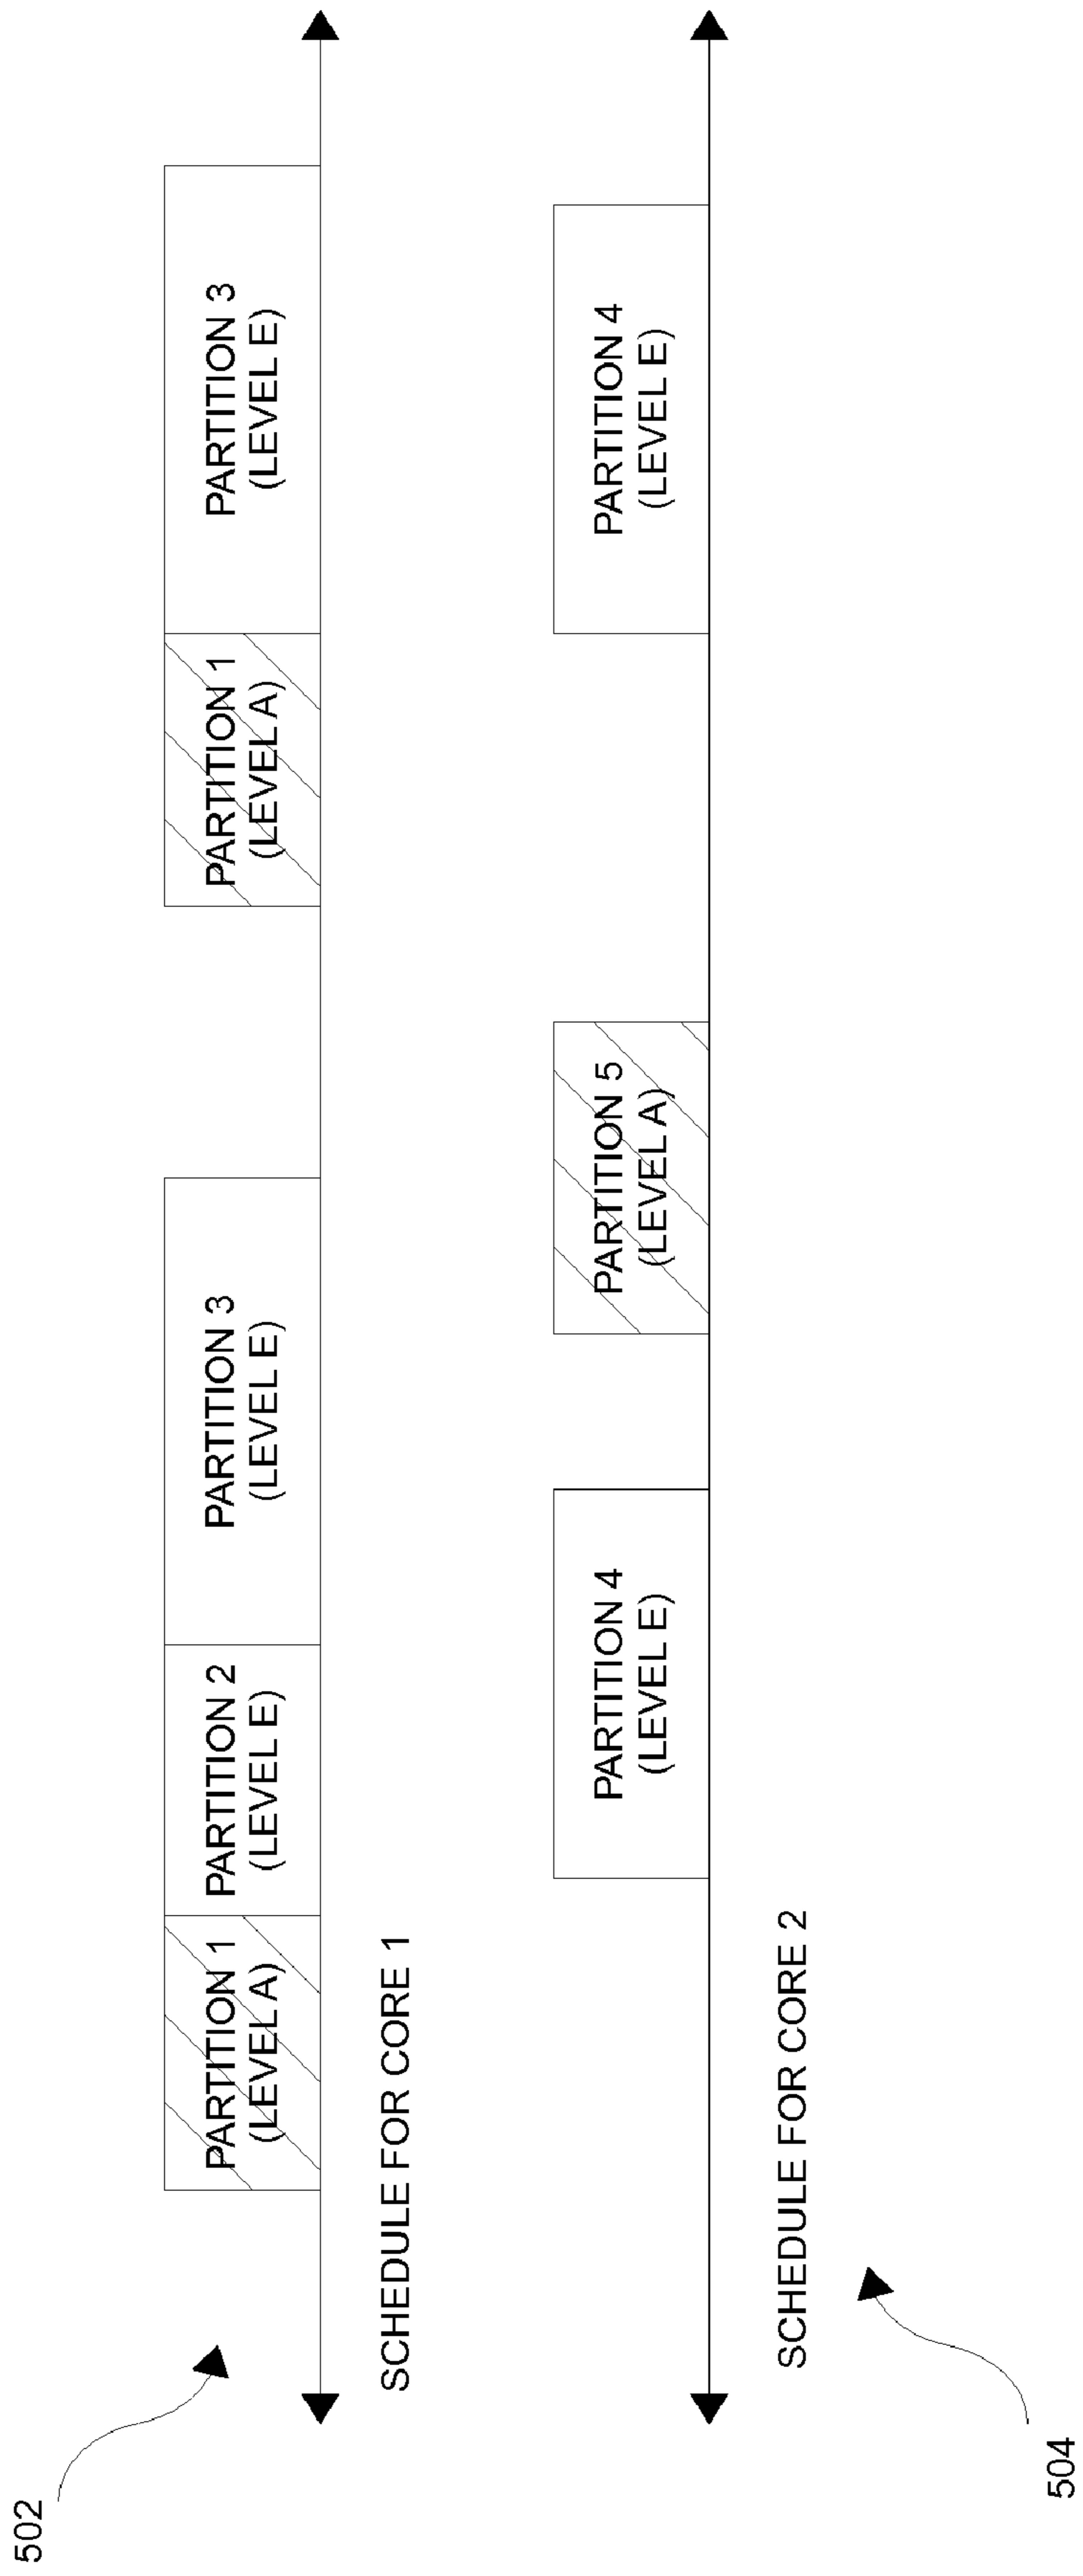 502
PARTITION 1
(LEVEL A)
PARTITION 2
(LEVEL E)
PARTITION 3
(LEVEL E)
PARTITION 1
(LEVEL A)
PARTITION 3
(LEVEL E)
SCHEDULE FOR CORE 1
PARTITION 4
(LEVEL E)
PARTITION 5
(LEVEL A)
PARTITION 4
(LEVEL E)
SCHEDULE FOR CORE 2
504